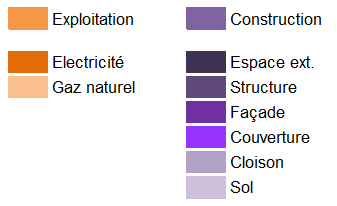 Exploitation
Electricité
Gaz naturel
Construction
Espace ext.
Structure
Façade
Couverture
Cloison
Sol